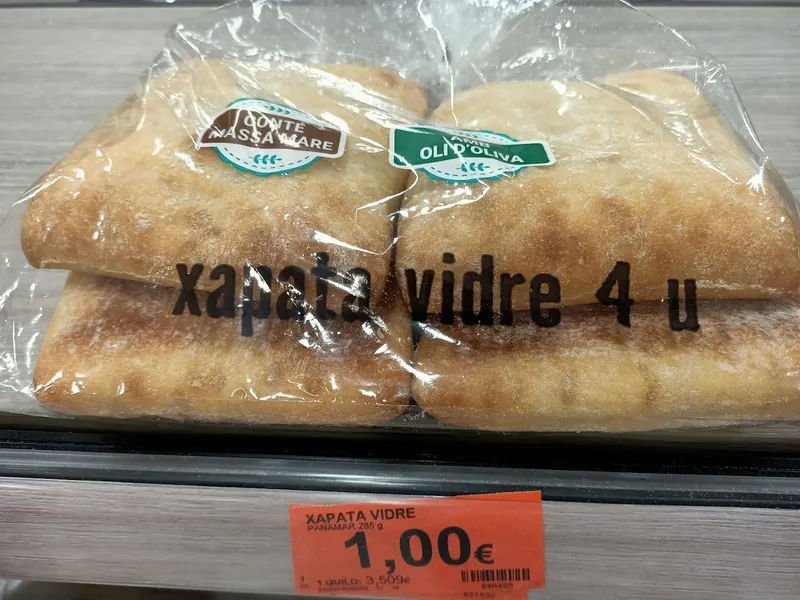 CONTÉ
MASSA MARE
AMB
OLI D'OLIVA
xapata vidre 4 u
XAPATA VIDRE
PANAMAR 285 g
1,00€
1 QUILO: 3,509€